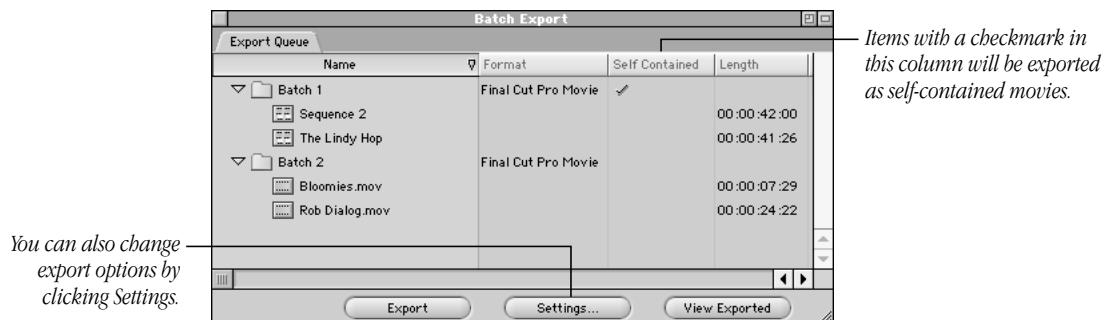 Batch Export
Export Queue
Name Format Self Contained Length
Batch 1 Final Cut Pro Movie ✓
Sequence 2 00:00:42:00
The Lindy Hop 00:00:41:26
Batch 2 Final Cut Pro Movie
Bloomies.mov 00:00:07:29
Rob Dialog.mov 00:00:24:22
Export Settings... View Exported
Items with a checkmark in
this column will be exported
as self-contained movies.
You can also change
export options by
clicking Settings.